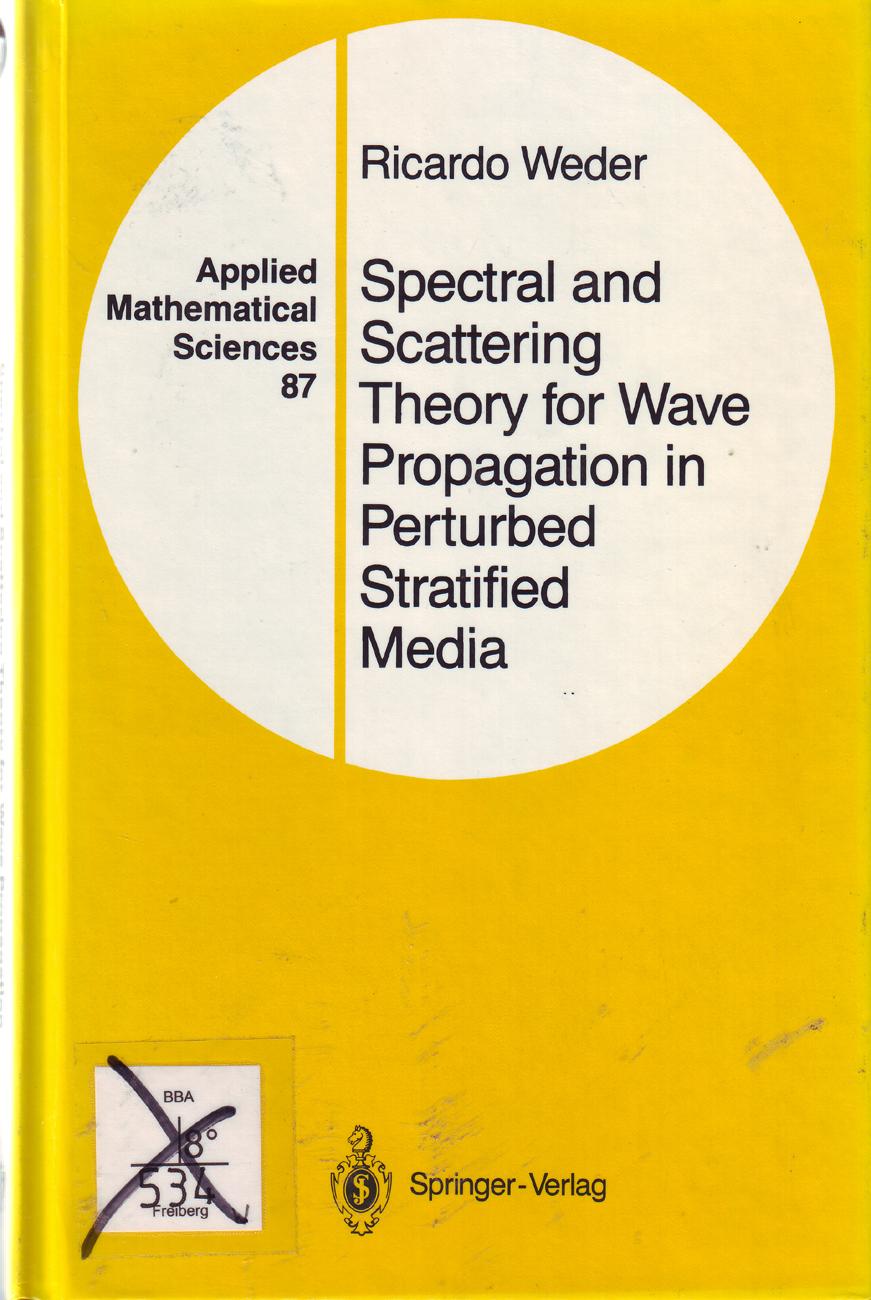 Ricardo Weder
Applied
Mathematical
Sciences
87
Spectral and
Scattering
Theory for Wave
Propagation in
Perturbed
Stratified
Media
BBA
8°
534
Freiberg
Springer-Verlag